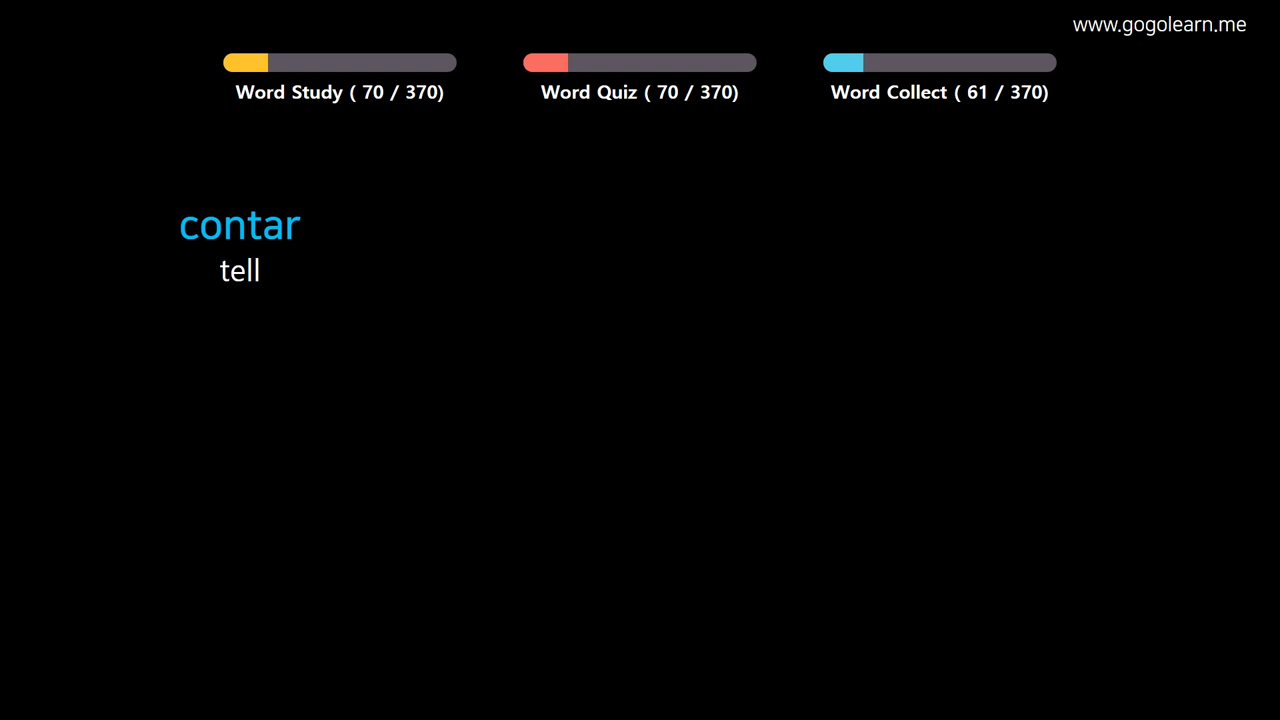 www.gogolearn.me
Word Study ( 70 / 370)
Word Quiz ( 70 / 370)
Word Collect ( 61 / 370)
contar
tell